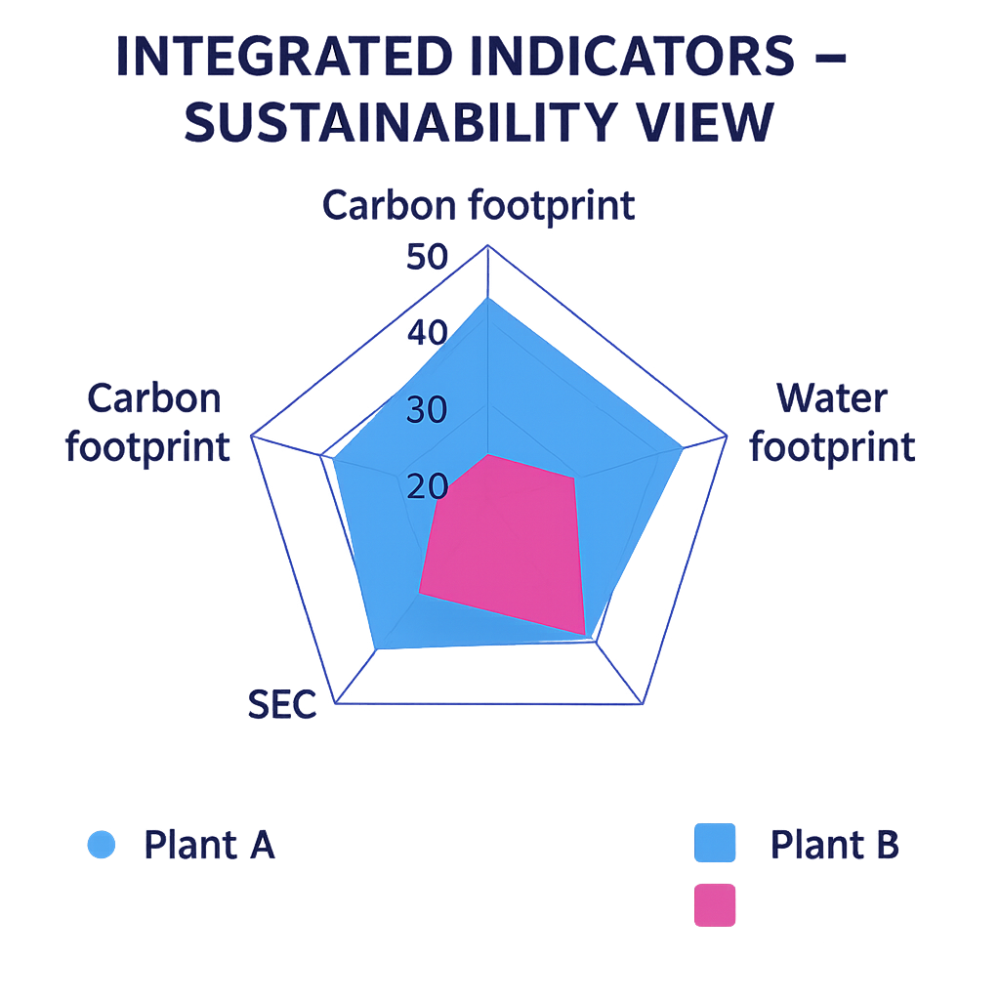 INTEGRATED INDICATORS –
SUSTAINABILITY VIEW
Carbon footprint
50
40
30
20
Carbon
footprint
Water
footprint
SEC
Plant A
Plant B